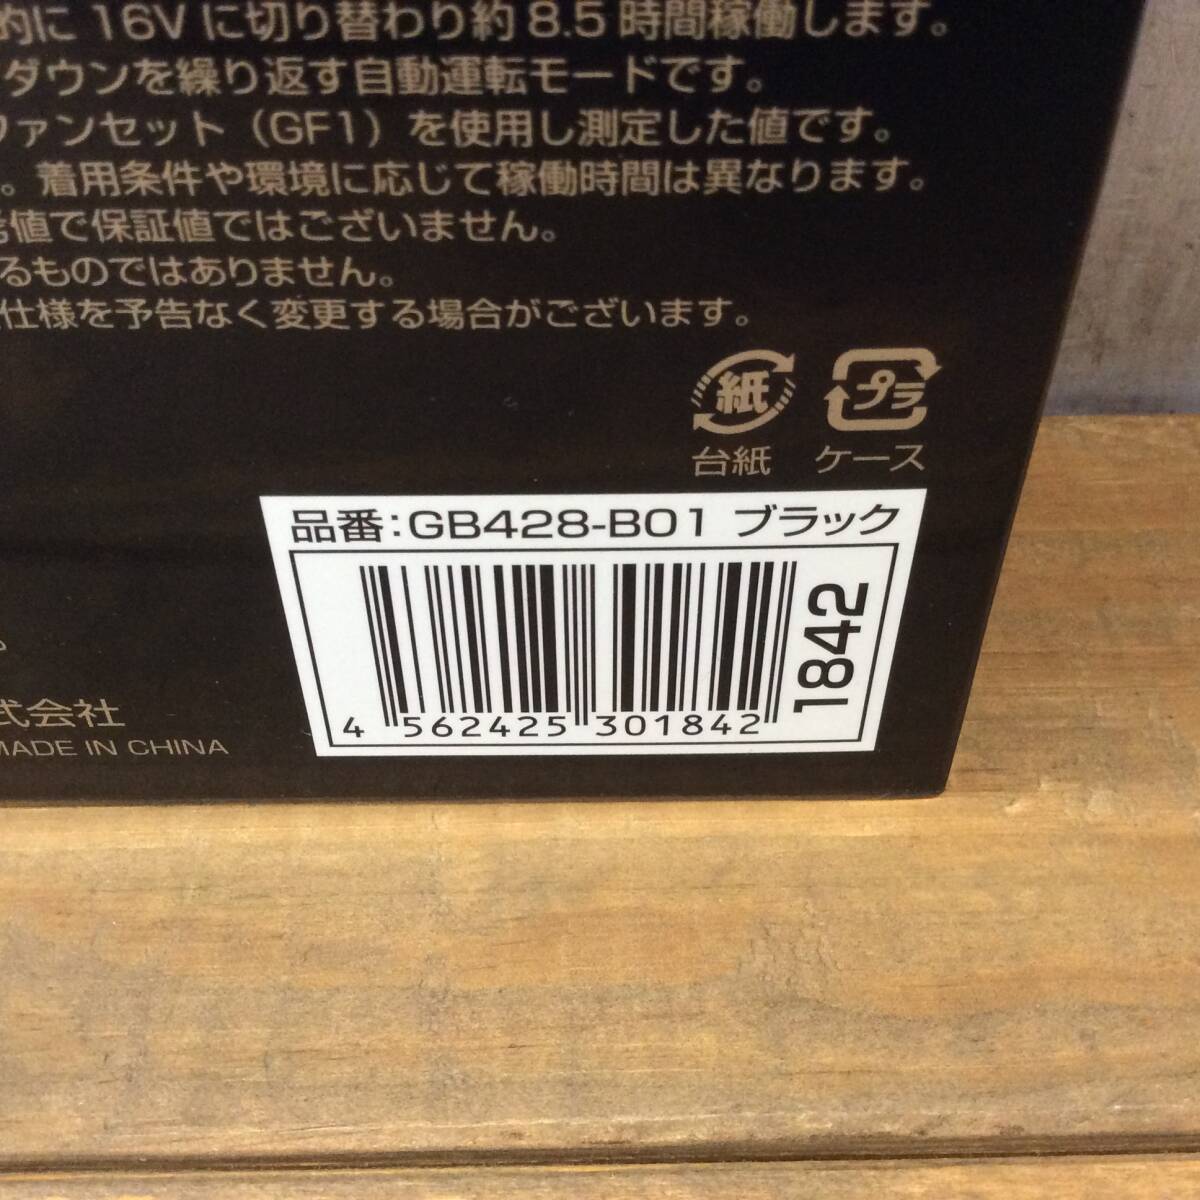 的に 16V に切り替わり約 8.5 時間稼働します。
ダウンを繰り返す自動運転モードです。
ファンセット（GF1）を使用し測定した値です。
。着用条件や環境に応じて稼働時間は異なります。
考値で保証値ではございません。
るものではありません。
仕様を予告なく変更する場合がございます。
紙
プラ
台紙 ケース
品番：GB428-B01 ブラック
1842
4 562425 301842
。
式会社
MADE IN CHINA